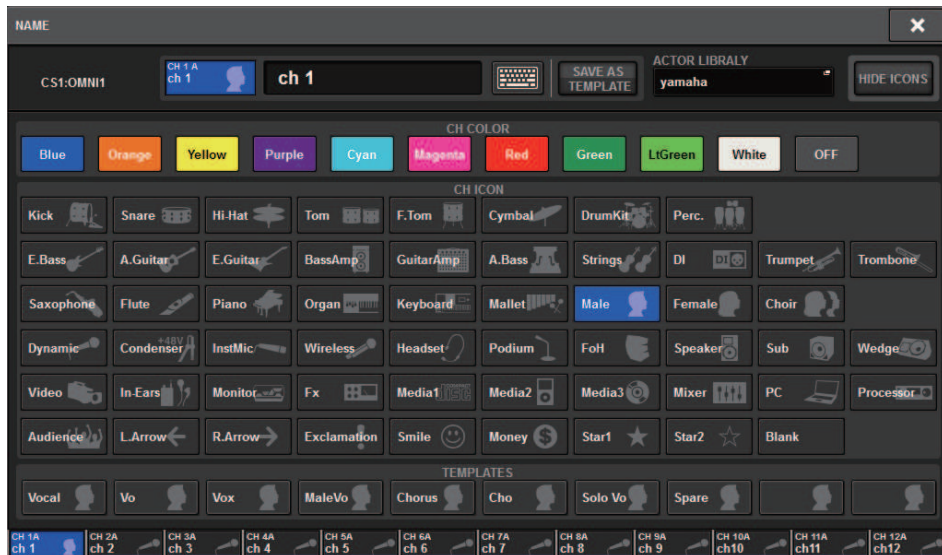 NAME
CS1:OMNI1
CH 1 A
ch 1
ch 1
SAVE AS
TEMPLATE
ACTOR LIBRALY
yamaha
HIDE ICONS
CH COLOR
Blue Orange Yellow Purple Cyan Magenta Red Green LtGreen White OFF
CH ICON
Kick Snare Hi-Hat Tom F.Tom Cymbal DrumKit Perc.
E.Bass A.Guitar E.Guitar BassAmp GuitarAmp A.Bass Strings DI DI Trumpet Trombone
Saxophone Flute Piano Organ Keyboard Mallet Male Female Choir
Dynamic Condenser +48V InstMic Wireless Headset Podium FoH Speaker Sub Wedge
Video In-Ears Monitor Fx Media1 Media2 Media3 Mixer PC Processor
Audience L.Arrow R.Arrow Exclamation Smile Money Star1 Star2 Blank
TEMPLATES
Vocal Vo Vox MaleVo Chorus Cho Solo Vo Spare
CH 1A CH 2A CH 3A CH 4A CH 5A CH 6A CH 7A CH 8A CH 9A CH 10A CH 11A CH 12A
ch 1 ch 2 ch 3 ch 4 ch 5 ch 6 ch 7 ch 8 ch 9 ch10 ch11 ch12